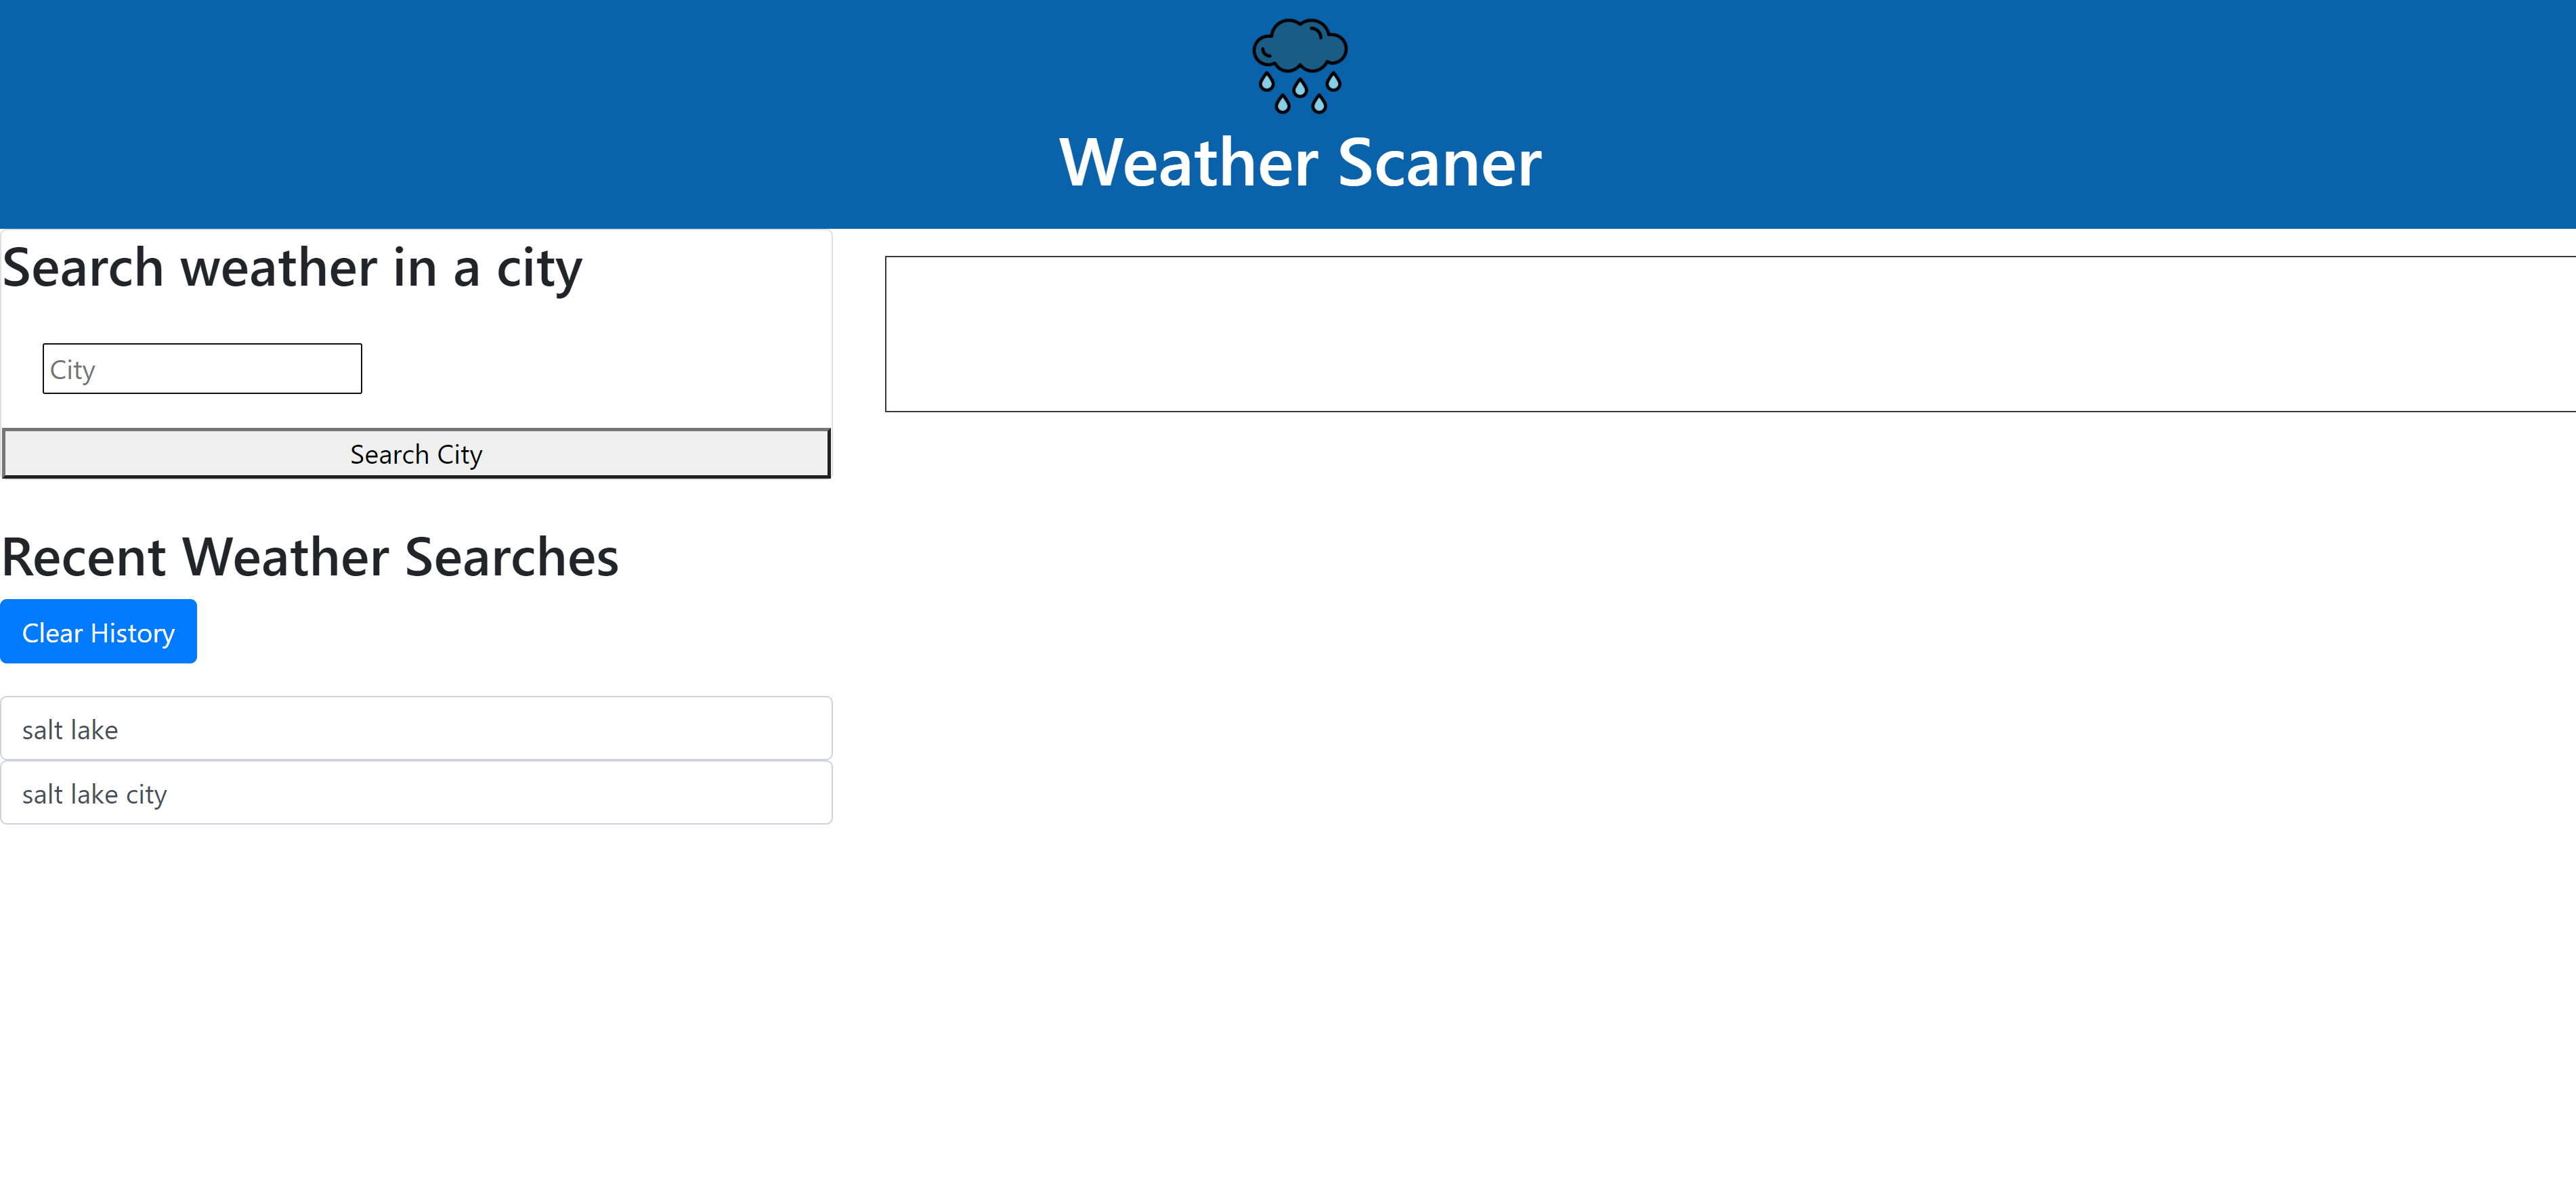 Weather Scaner
Search weather in a city
City
Search City
Recent Weather Searches
Clear History
salt lake
salt lake city